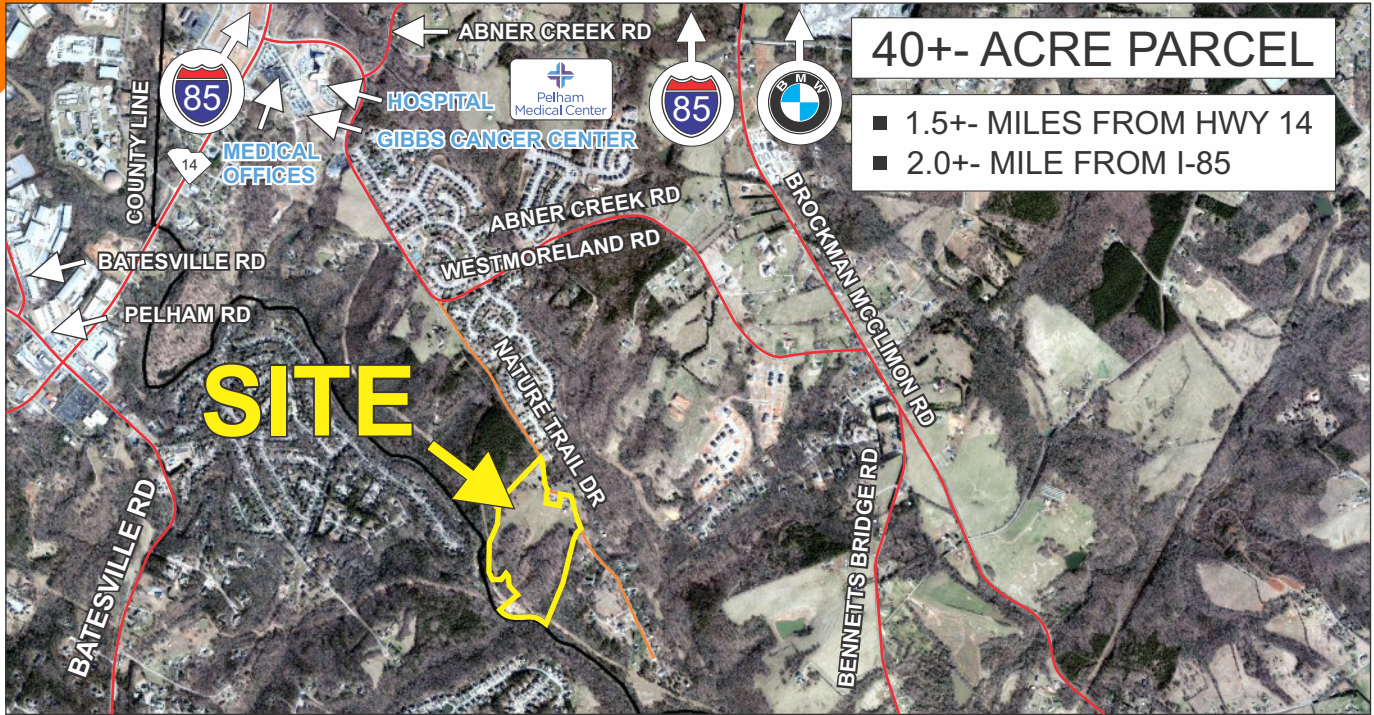 ABNER CREEK RD
85
HOSPITAL
Pelham
Medical Center
GIBBS CANCER CENTER
MEDICAL
OFFICES
14
COUNTY LINE
85
BMW
40+- ACRE PARCEL
■ 1.5+- MILES FROM HWY 14
■ 2.0+- MILE FROM I-85
BATESVILLE RD
PELHAM RD
ABNER CREEK RD
WESTMORELAND RD
BROCKMAN MCCLIMON RD
NATURE TRAIL DR
SITE
BATESVILLE RD
BENNETTS BRIDGE RD